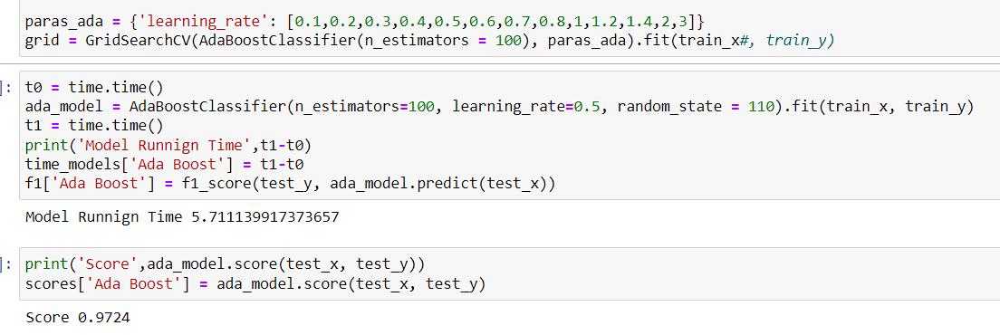 paras_ada = {'learning_rate': [0.1,0.2,0.3,0.4,0.5,0.6,0.7,0.8,1,1.2,1.4,2,3]}
grid = GridSearchCV(AdaBoostClassifier(n_estimators = 100), paras_ada).fit(train_x#, train_y)
]: t0 = time.time()
ada_model = AdaBoostClassifier(n_estimators=100, learning_rate=0.5, random_state = 110).fit(train_x, train_y)
t1 = time.time()
print('Model Runnign Time',t1-t0)
time_models['Ada Boost'] = t1-t0
f1['Ada Boost'] = f1_score(test_y, ada_model.predict(test_x))
Model Runnign Time 5.711139917373657
]: print('Score',ada_model.score(test_x, test_y))
scores['Ada Boost'] = ada_model.score(test_x, test_y)
Score 0.9724